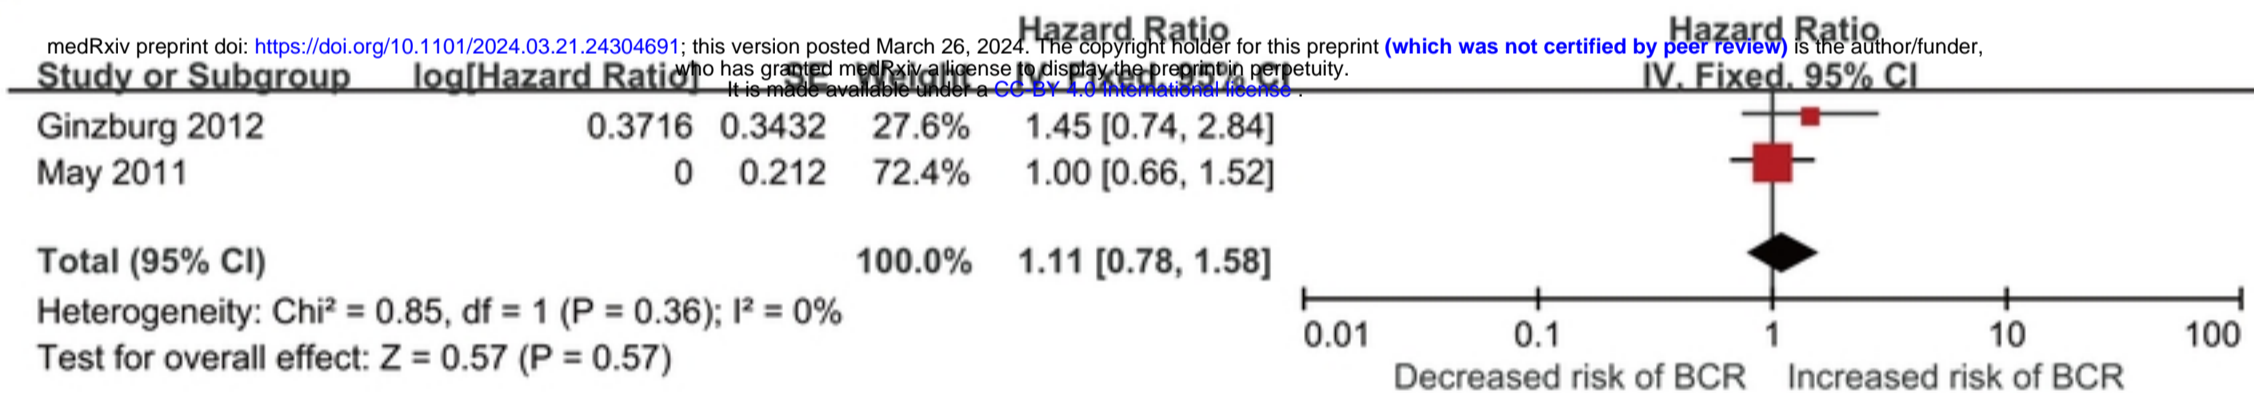 Hazard Ratio Hazard Ratio
medRxiv preprint doi: https://doi.org/10.1101/2024.03.21.24304691; this version posted March 26, 2024. The copyright holder for this preprint (which was not certified by peer review) is the author/funder,
who has granted medRxiv a license to display the preprint in perpetuity.
Study or Subgroup log[Hazard Ratio] SE Weight IV, Fixed, 95% CI IV, Fixed, 95% CI
It is made available under a CC-BY 4.0 International license .
Ginzburg 2012 0.3716 0.3432 27.6% 1.45 [0.74, 2.84]
May 2011 0 0.212 72.4% 1.00 [0.66, 1.52]
Total (95% CI) 100.0% 1.11 [0.78, 1.58]
Heterogeneity: Chi² = 0.85, df = 1 (P = 0.36); I² = 0%
Test for overall effect: Z = 0.57 (P = 0.57)
0.01 0.1 1 10 100
Decreased risk of BCR Increased risk of BCR